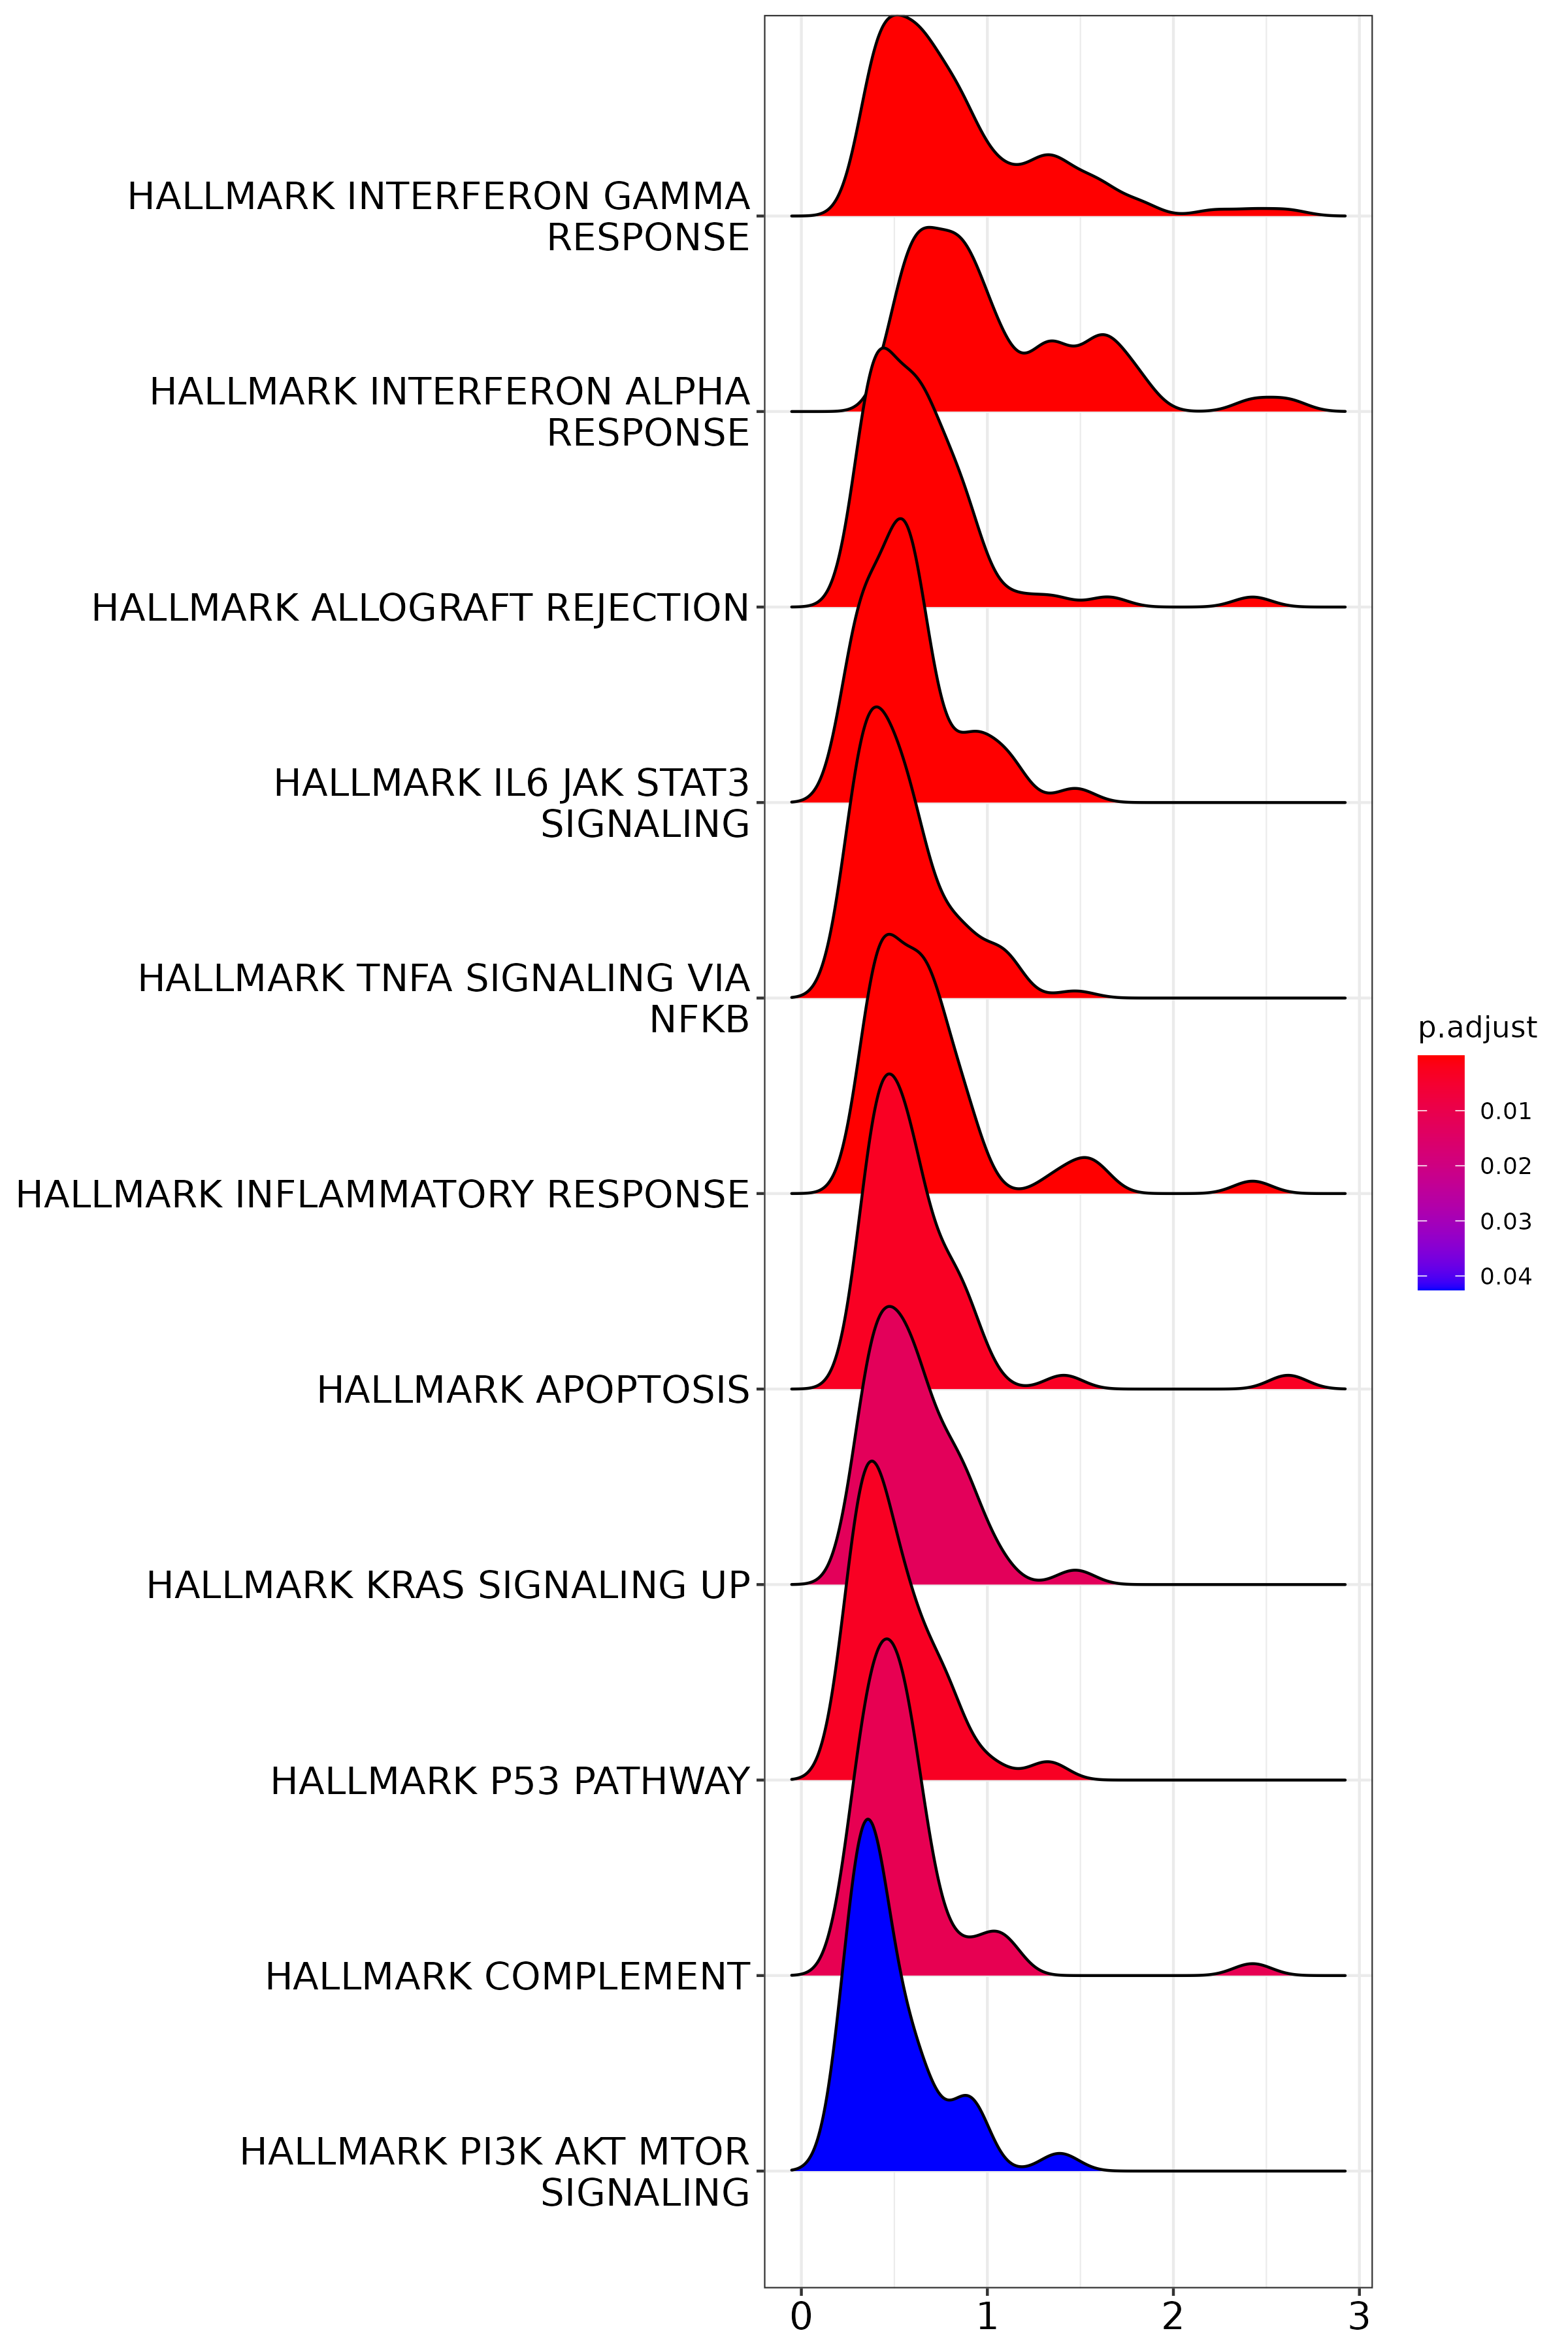 HALLMARK INTERFERON GAMMA
RESPONSE
HALLMARK INTERFERON ALPHA
RESPONSE
HALLMARK ALLOGRAFT REJECTION
HALLMARK IL6 JAK STAT3
SIGNALING
HALLMARK TNFA SIGNALING VIA
NFKB
HALLMARK INFLAMMATORY RESPONSE
HALLMARK APOPTOSIS
HALLMARK KRAS SIGNALING UP
HALLMARK P53 PATHWAY
HALLMARK COMPLEMENT
HALLMARK PI3K AKT MTOR
SIGNALING
0 1 2 3
p.adjust
0.01
0.02
0.03
0.04